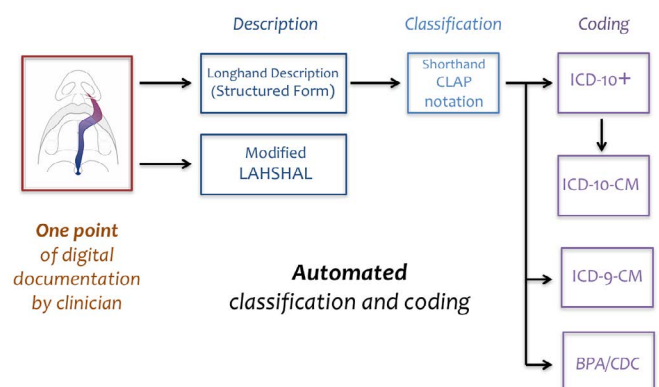 Description
Classification
Coding
Longhand Description
(Structured Form)
Shorthand
CLAP
notation
ICD-10+
Modified
LAHSHAL
ICD-10-CM
One point
of digital
documentation
by clinician
Automated
classification and coding
ICD-9-CM
BPA/CDC